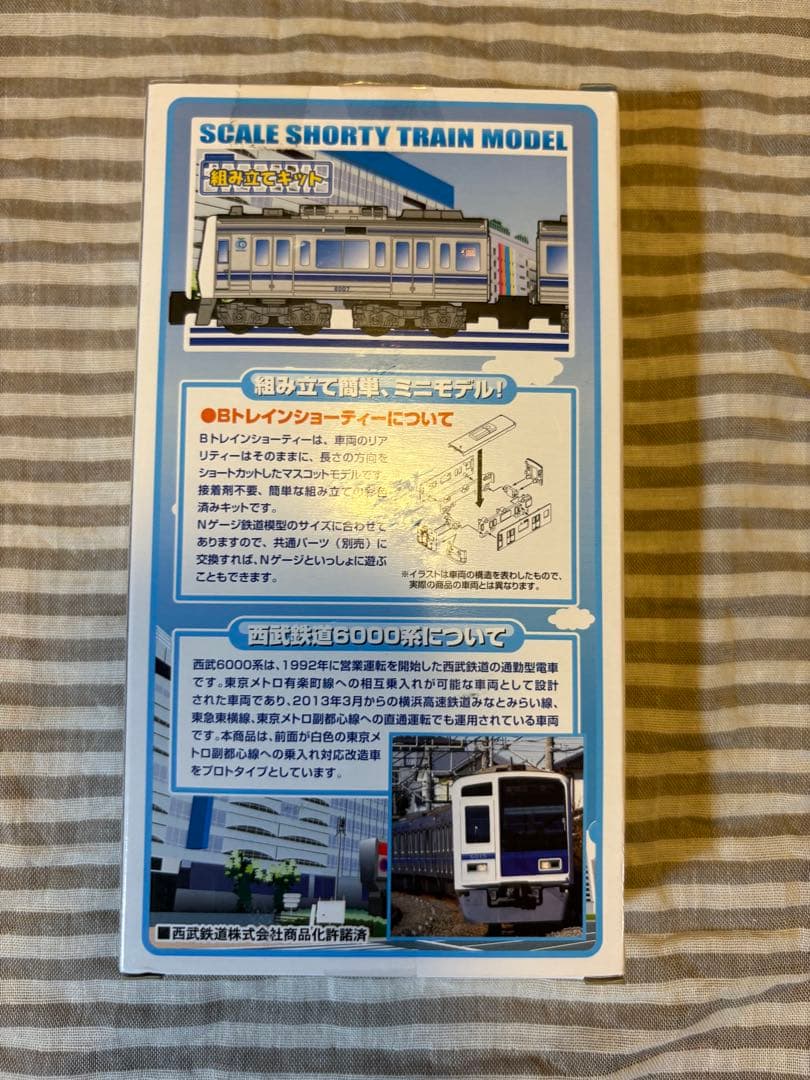 SCALE SHORTY TRAIN MODEL
組み立てキット
6007
組み立て簡単、ミニモデル!
●Bトレインショーティーについて
Bトレインショーティーは、車両のリア
リティーはそのままに、長さの方向を
ショートカットしたマスコットモデルです。
接着剤不要、簡単な組み立ての彩色
済みキットです。
Nゲージ鉄道模型のサイズに合わせて
ありますので、共通パーツ(別売)に
交換すれば、Nゲージといっしょに遊ぶ
こともできます。
※イラストは車両の構造を表わしたもので、
実際の商品の車両とは異なります。
西武鉄道6000系について
西武6000系は、1992年に営業運転を開始した西武鉄道の通勤型電車
です。東京メトロ有楽町線への相互乗入れが可能な車両として設計
された車両であり、2013年3月からの横浜高速鉄道みなとみらい線、
東急東横線、東京メトロ副都心線への直通運転でも運用されている車両
です。本商品は、前面が白色の東京メ
トロ副都心線への乗入れ対応改造車
をプロトタイプとしています。
■西武鉄道株式会社商品化許諾済